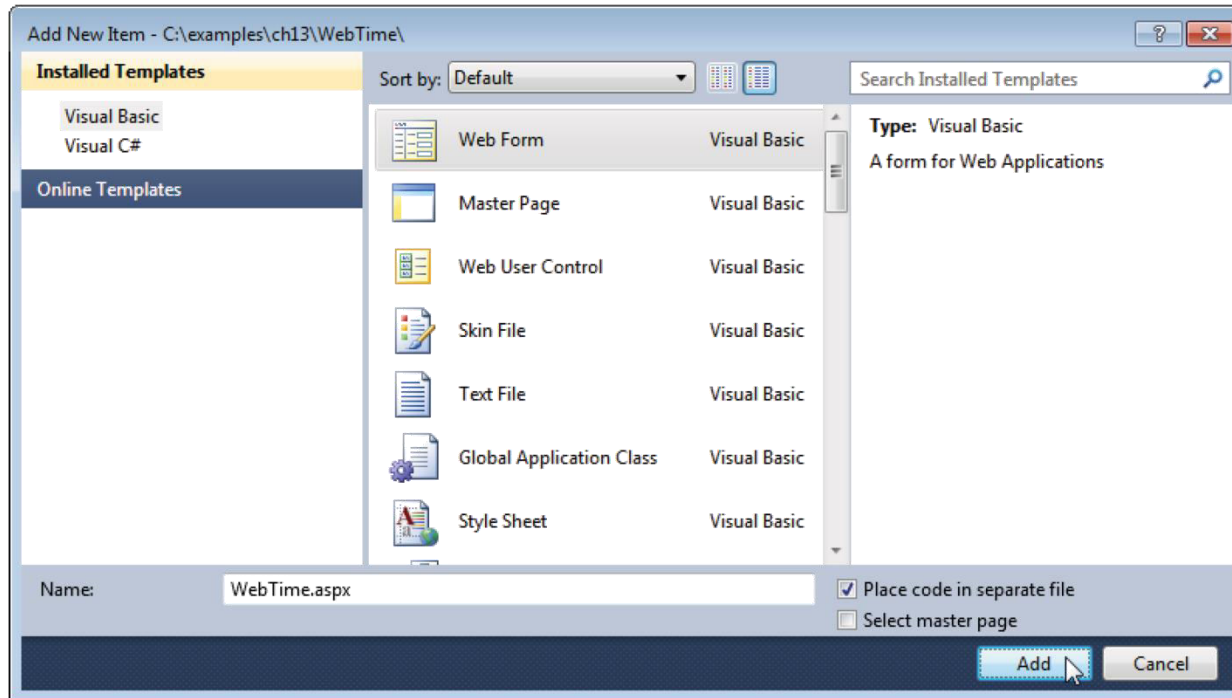 Add New Item - C:\examples\ch13\WebTime\
Installed Templates
Visual Basic
Visual C#
Online Templates
Sort by: Default
Search Installed Templates
Web Form Visual Basic
Master Page Visual Basic
Web User Control Visual Basic
Skin File Visual Basic
Text File Visual Basic
Global Application Class Visual Basic
Style Sheet Visual Basic
Type: Visual Basic
A form for Web Applications
Name: WebTime.aspx
Place code in separate file
Select master page
Add Cancel